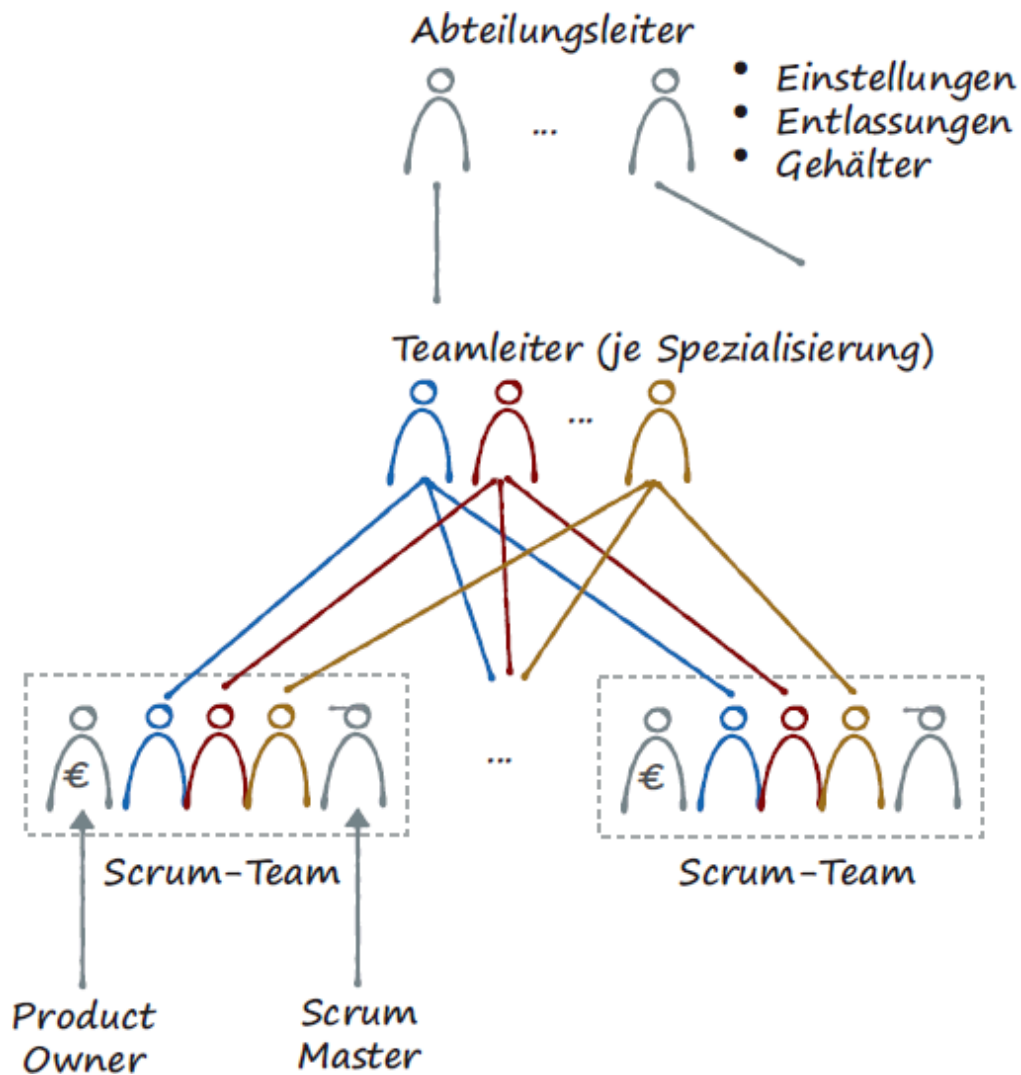 Abteilungsleiter
...
• Einstellungen
• Entlassungen
• Gehälter
Teamleiter (je Spezialisierung)
...
€
...
€
Scrum-Team
Scrum-Team
Product
Owner
Scrum
Master